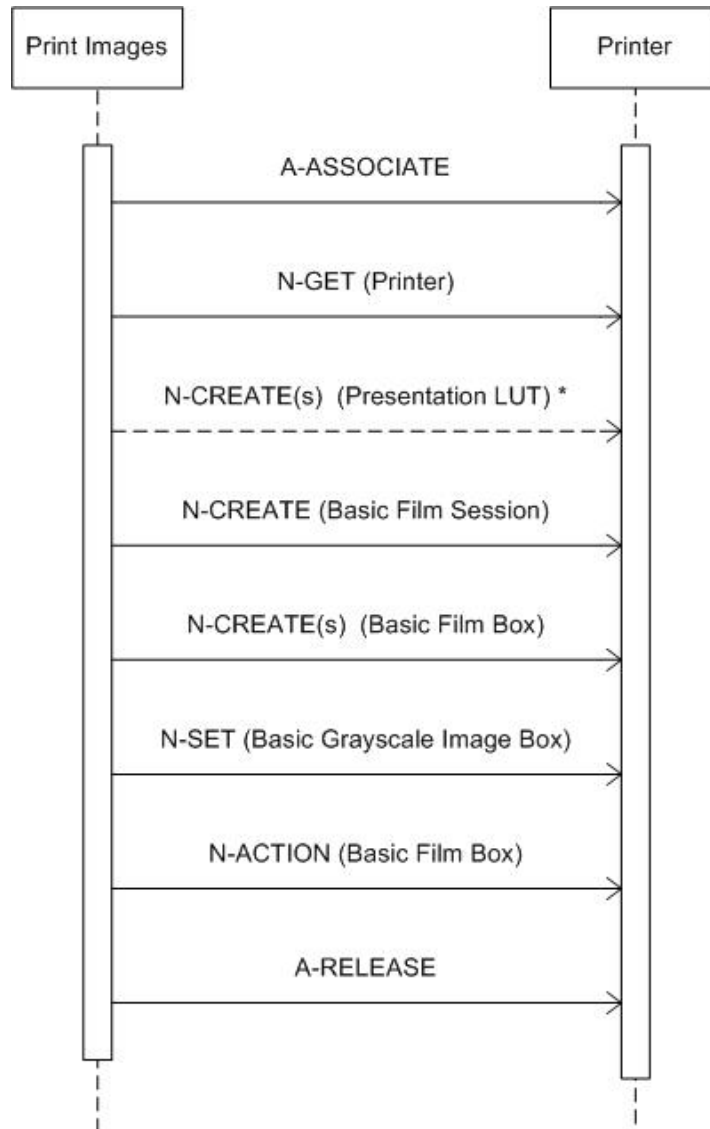 Print Images
Printer
A-ASSOCIATE
N-GET (Printer)
N-CREATE(s) (Presentation LUT) *
N-CREATE (Basic Film Session)
N-CREATE(s) (Basic Film Box)
N-SET (Basic Grayscale Image Box)
N-ACTION (Basic Film Box)
A-RELEASE